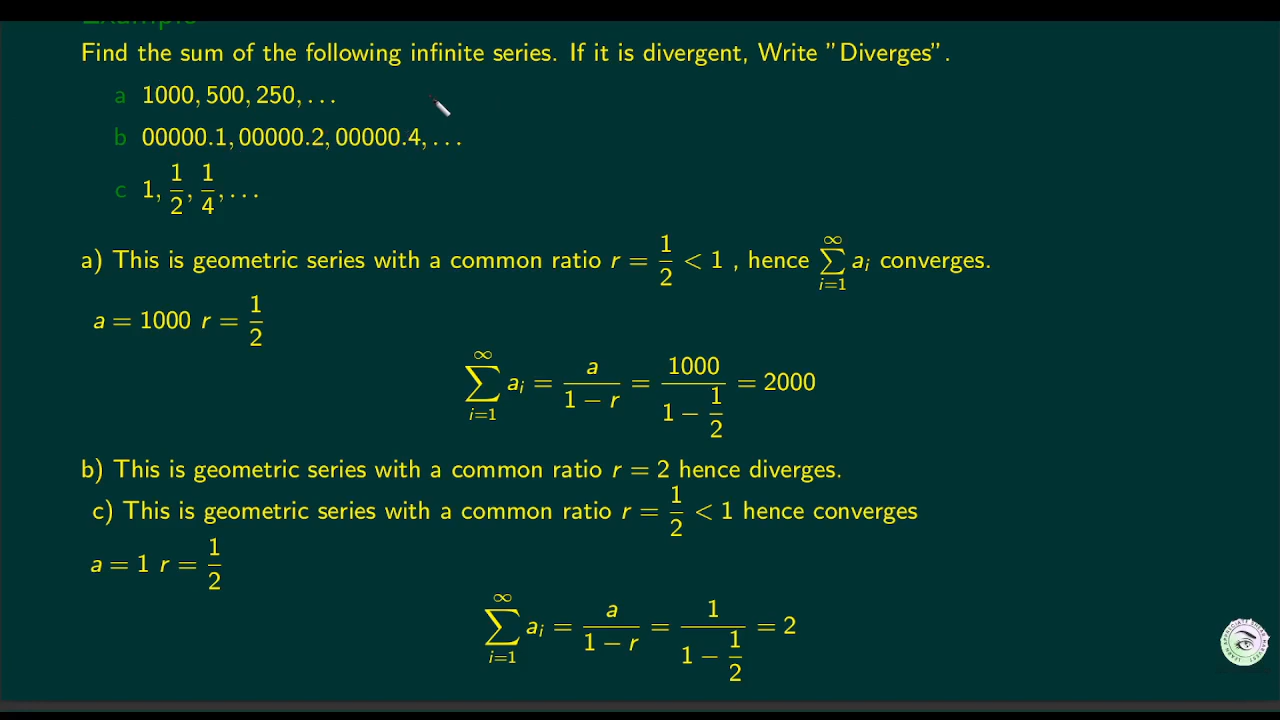 Example
Find the sum of the following infinite series. If it is divergent, Write "Diverges".
a 1000, 500, 250, . . .
b 00000.1, 00000.2, 00000.4, . . .
c 1, 1/2, 1/4, . . .
a) This is geometric series with a common ratio r = 1/2 < 1 , hence ∑_{i=1}^{∞} a_i converges.
a = 1000 r = 1/2
∑_{i=1}^{∞} a_i = a/(1 − r) = 1000/(1 − 1/2) = 2000
b) This is geometric series with a common ratio r = 2 hence diverges.
c) This is geometric series with a common ratio r = 1/2 < 1 hence converges
a = 1 r = 1/2
∑_{i=1}^{∞} a_i = a/(1 − r) = 1/(1 − 1/2) = 2